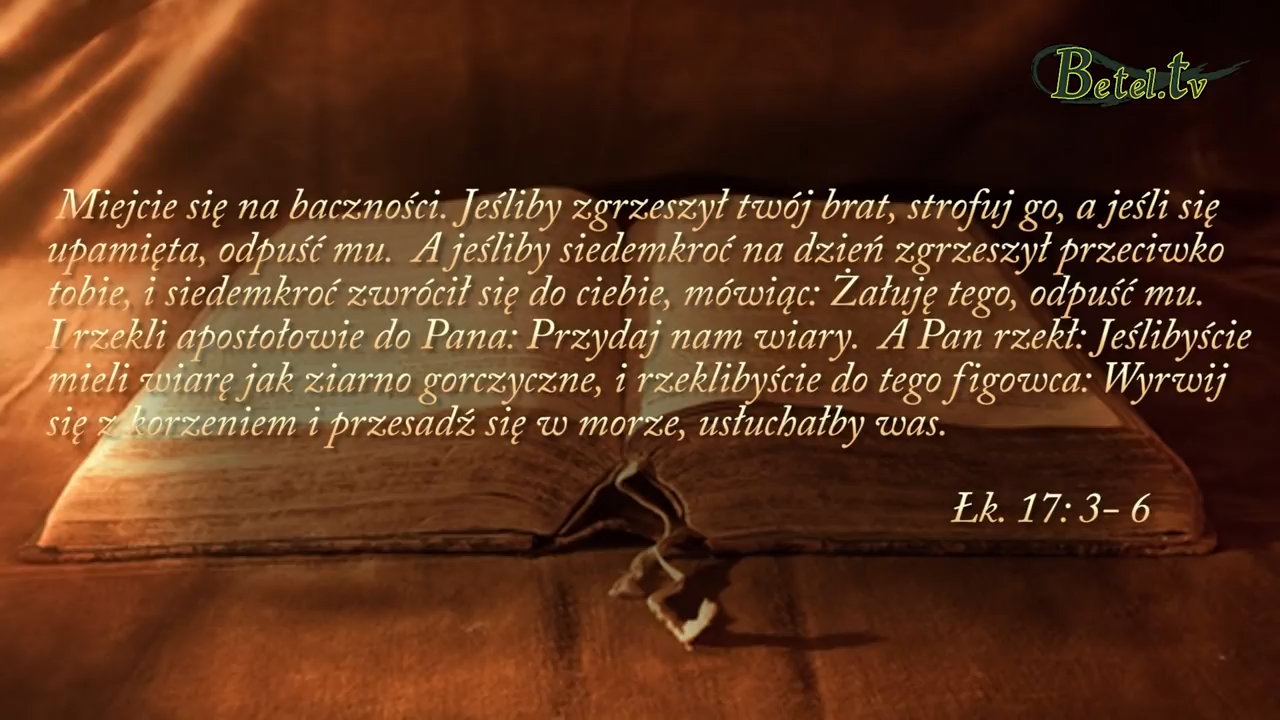 Betel.tv
Miejcie się na baczności. Jeśliby zgrzeszył twój brat, strofuj go, a jeśli się
upamięta, odpuść mu. A jeśliby siedemkroć na dzień zgrzeszył przeciwko
tobie, i siedemkroć zwrócił się do ciebie, mówiąc: Żałuję tego, odpuść mu.
I rzekli apostołowie do Pana: Przydaj nam wiary. A Pan rzekł: Jeślibyście
mieli wiarę jak ziarno gorczyczne, i rzeklibyście do tego figowca: Wyrwij
się z korzeniem i przesadź się w morze, usłuchałby was.
Łk. 17: 3– 6